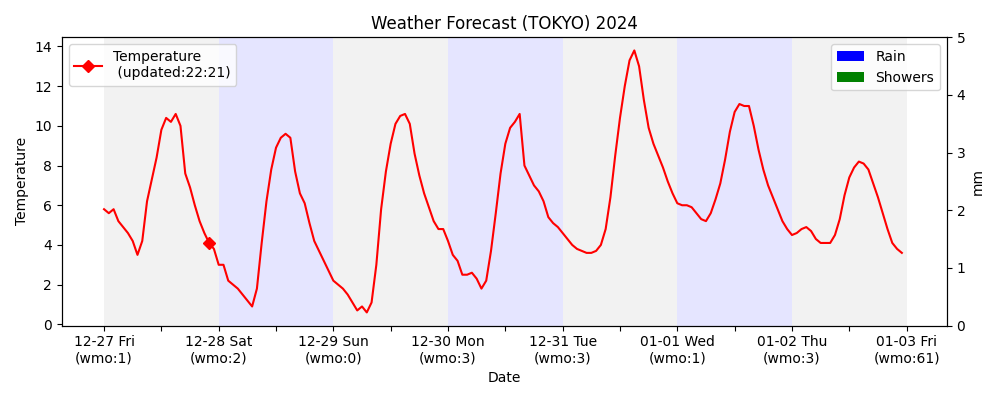 Weather Forecast (TOKYO) 2024
Temperature
(updated:22:21)
Rain
Showers
14
12
10
8
6
4
2
0
Temperature
5
4
3
2
1
0
mm
12-27 Fri
(wmo:1)
12-28 Sat
(wmo:2)
12-29 Sun
(wmo:0)
12-30 Mon
(wmo:3)
12-31 Tue
(wmo:3)
01-01 Wed
(wmo:1)
01-02 Thu
(wmo:3)
01-03 Fri
(wmo:61)
Date